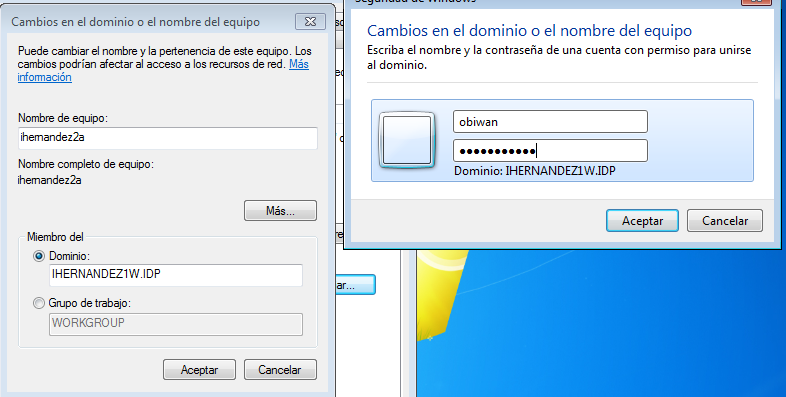 Cambios en el dominio o el nombre del equipo
Puede cambiar el nombre y la pertenencia de este equipo. Los
cambios podrían afectar al acceso a los recursos de red. Más
información
Nombre de equipo:
ihernandez2a
Nombre completo de equipo:
ihernandez2a
Más...
Miembro del
Dominio:
IHERNANDEZ1W.IDP
Grupo de trabajo:
WORKGROUP
Aceptar
Cancelar
Seguridad de Windows
Cambios en el dominio o el nombre del equipo
Escriba el nombre y la contraseña de una cuenta con permiso para unirse
al dominio.
obiwan
●●●●●●●●●●●
Dominio: IHERNANDEZ1W.IDP
Aceptar
Cancelar